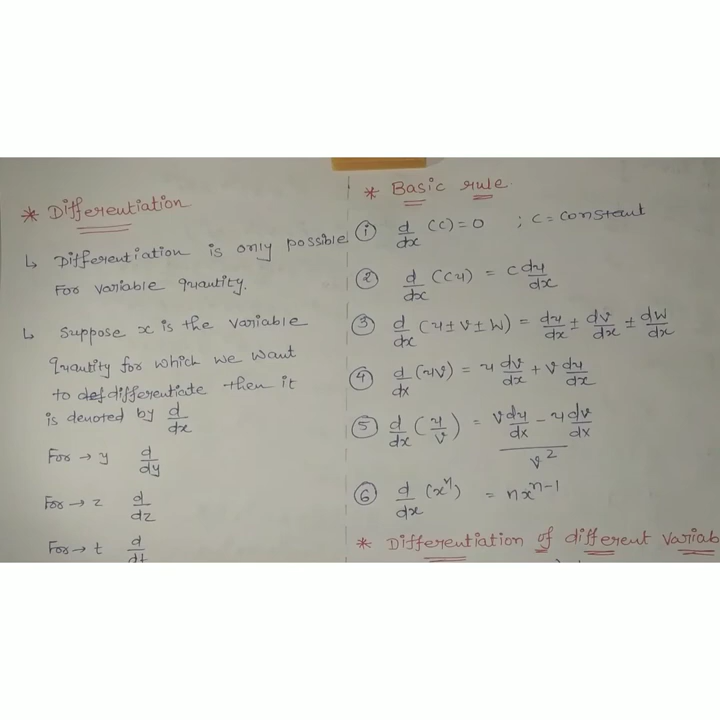 * Differentiation
↳ Differentiation is only possible
For variable quantity.
↳ Suppose x is the variable
quantity for which we want
to def differentiate then it
is denoted by d/dx
For → y d/dy
For → z d/dz
For → t d/dt
* Basic rule.
① d/dx (c) = 0 ; C = constant
② d/dx (cu) = c du/dx
③ d/dx (u ± v ± w) = du/dx ± dv/dx ± dw/dx
④ d/dx (uv) = u dv/dx + v du/dx
⑤ d/dx (u/v) = (v du/dx - u dv/dx) / v²
⑥ d/dx (xⁿ) = nxⁿ⁻¹
* Differentiation of different variab